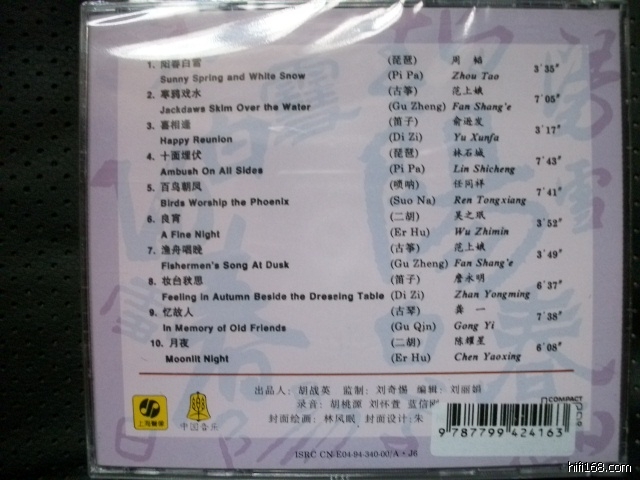 1. 阳春白雪 (琵琶) 周 韬 3´35"
Sunny Spring and White Snow (Pi Pa) Zhou Tao
2. 寒鸦戏水 (古筝) 范上娥 7´05"
Jackdaws Skim Over the Water (Gu Zheng) Fan Shang'e
3. 喜相逢 (笛子) 俞逊发 3´17"
Happy Reunion (Di Zi) Yu Xunfa
4. 十面埋伏 (琵琶) 林石城 7´43"
Ambush On All Sides (Pi Pa) Lin Shicheng
5. 百鸟朝凤 (唢呐) 任同祥 7´41"
Birds Worship the Phoenix (Suo Na) Ren Tongxiang
6. 良宵 (二胡) 吴之珉 3´52"
A Fine Night (Er Hu) Wu Zhimin
7. 渔舟唱晚 (古筝) 范上娥 3´49"
Fishermen's Song At Dusk (Gu Zheng) Fan Shang'e
8. 妆台秋思 (笛子) 詹永明 6´37"
Feeling in Autumn Beside the Dressing Table (Di Zi) Zhan Yongming
9. 忆故人 (古琴) 龚 一 7´38"
In Memory of Old Friends (Gu Qin) Gong Yi
10. 月夜 (二胡) 陈耀星 6´08"
Moonlit Night (Er Hu) Chen Yaoxing
出品人: 胡战英 监制: 刘奇锡 编辑: 刘丽娟
录音: 胡桃源 刘怀萱 蓝信刚
封面绘画: 林风眠 封面设计: 朱
上海声像
中国音乐
COMPACT
9 787799 424163
ISRC CN-E04-94-340-00/A·J6
hifi168.com